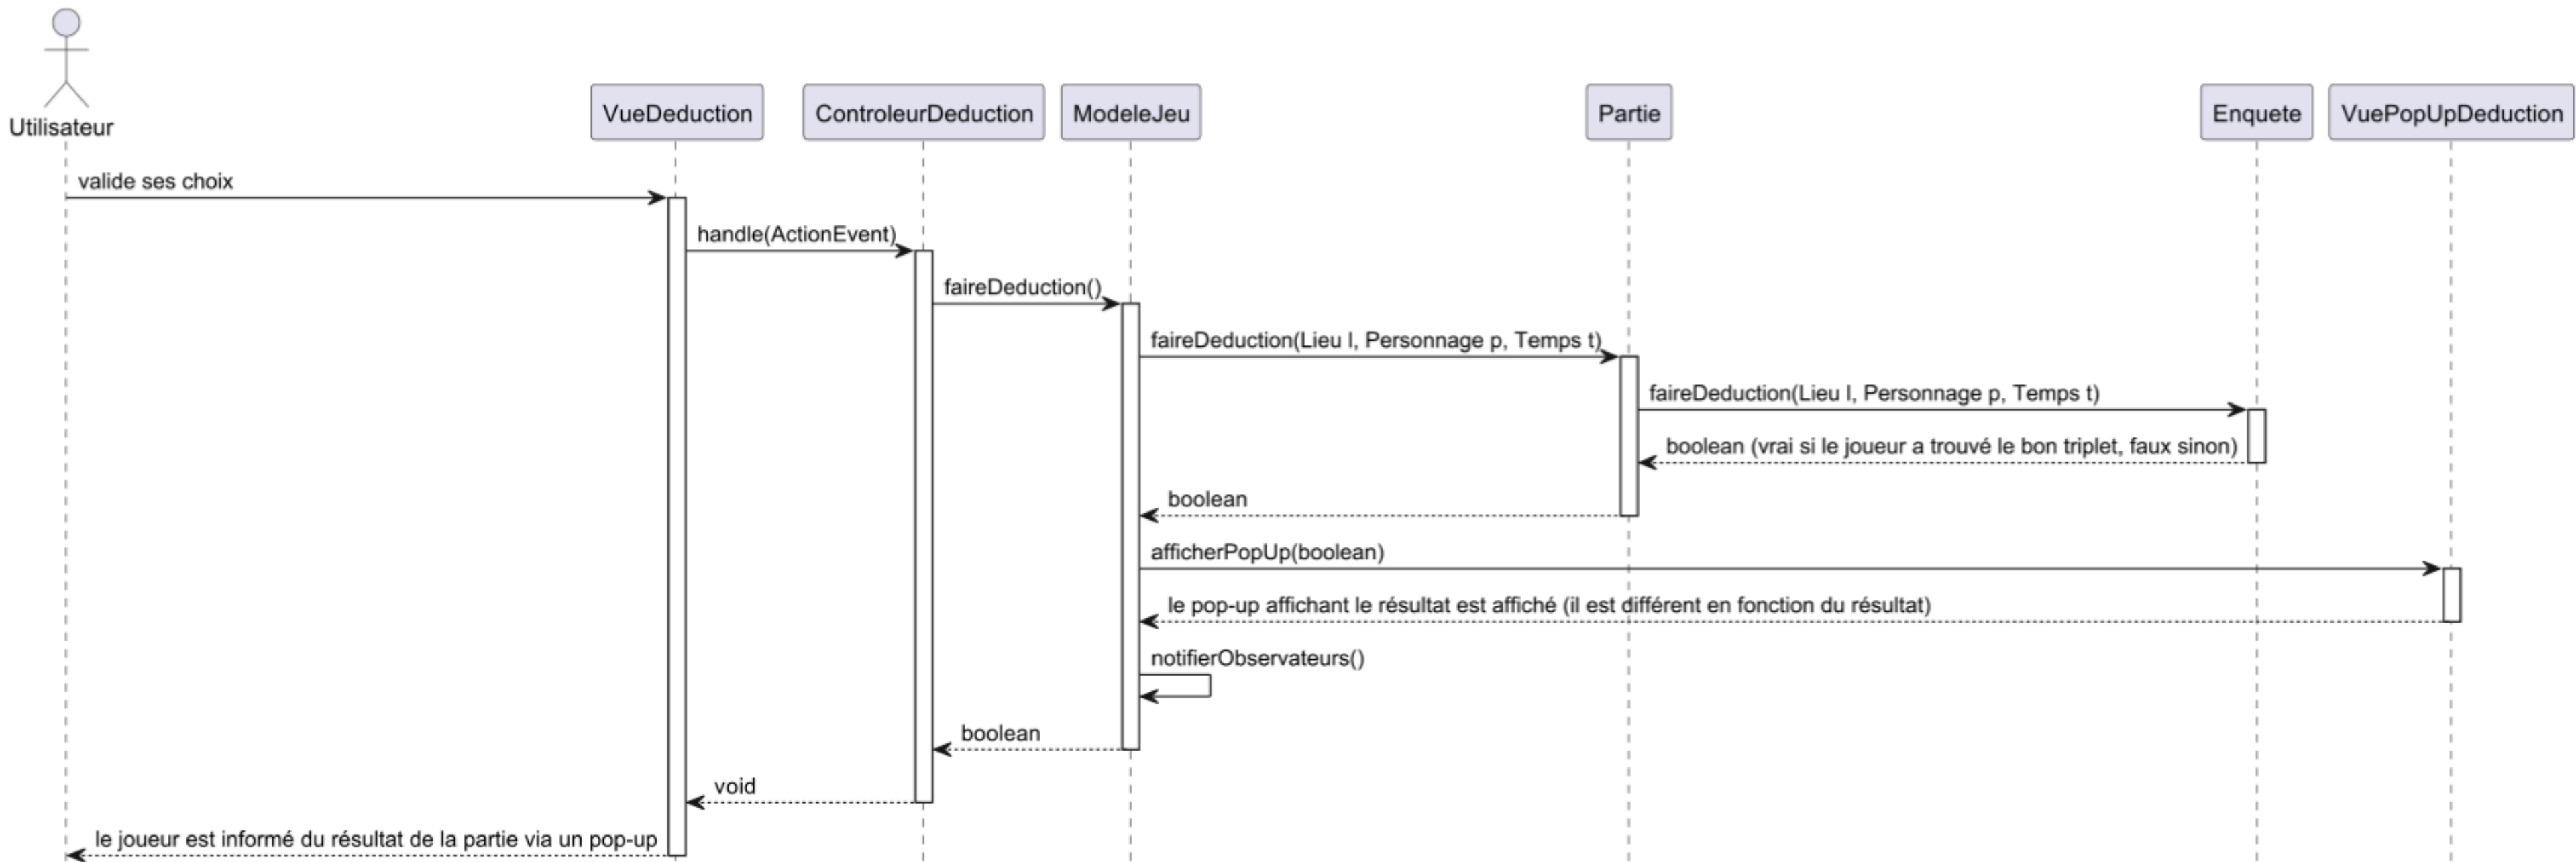 Utilisateur
VueDeduction
ControleurDeduction
ModeleJeu
Partie
Enquete
VuePopUpDeduction
valide ses choix
handle(ActionEvent)
faireDeduction()
faireDeduction(Lieu l, Personnage p, Temps t)
faireDeduction(Lieu l, Personnage p, Temps t)
boolean (vrai si le joueur a trouvé le bon triplet, faux sinon)
boolean
afficherPopUp(boolean)
le pop-up affichant le résultat est affiché (il est différent en fonction du résultat)
notifierObservateurs()
boolean
void
le joueur est informé du résultat de la partie via un pop-up